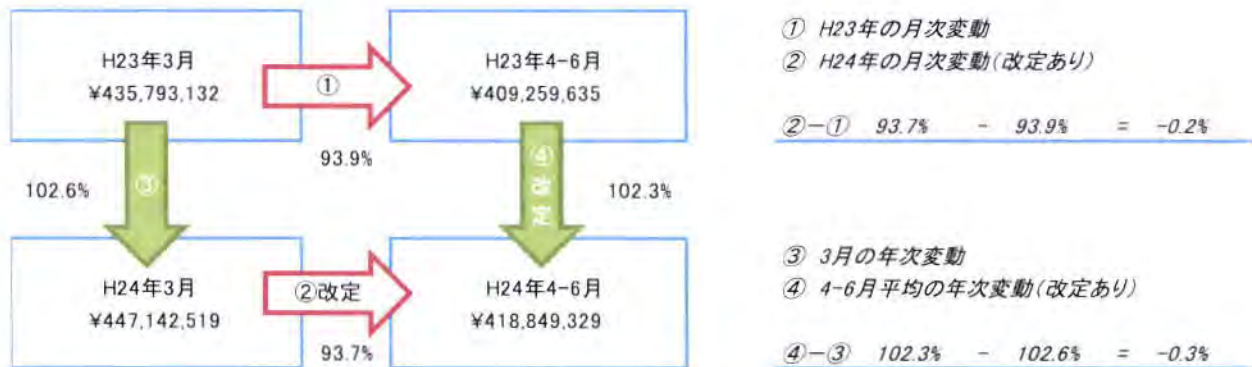 H23年3月
¥435,793,132
①
H23年4-6月
¥409,259,635
93.9%
102.6%
③
④改定
102.3%
H24年3月
¥447,142,519
②改定
H24年4-6月
¥418,849,329
93.7%
① H23年の月次変動
② H24年の月次変動(改定あり)
②-① 93.7% - 93.9% = -0.2%
③ 3月の年次変動
④ 4-6月平均の年次変動(改定あり)
④-③ 102.3% - 102.6% = -0.3%